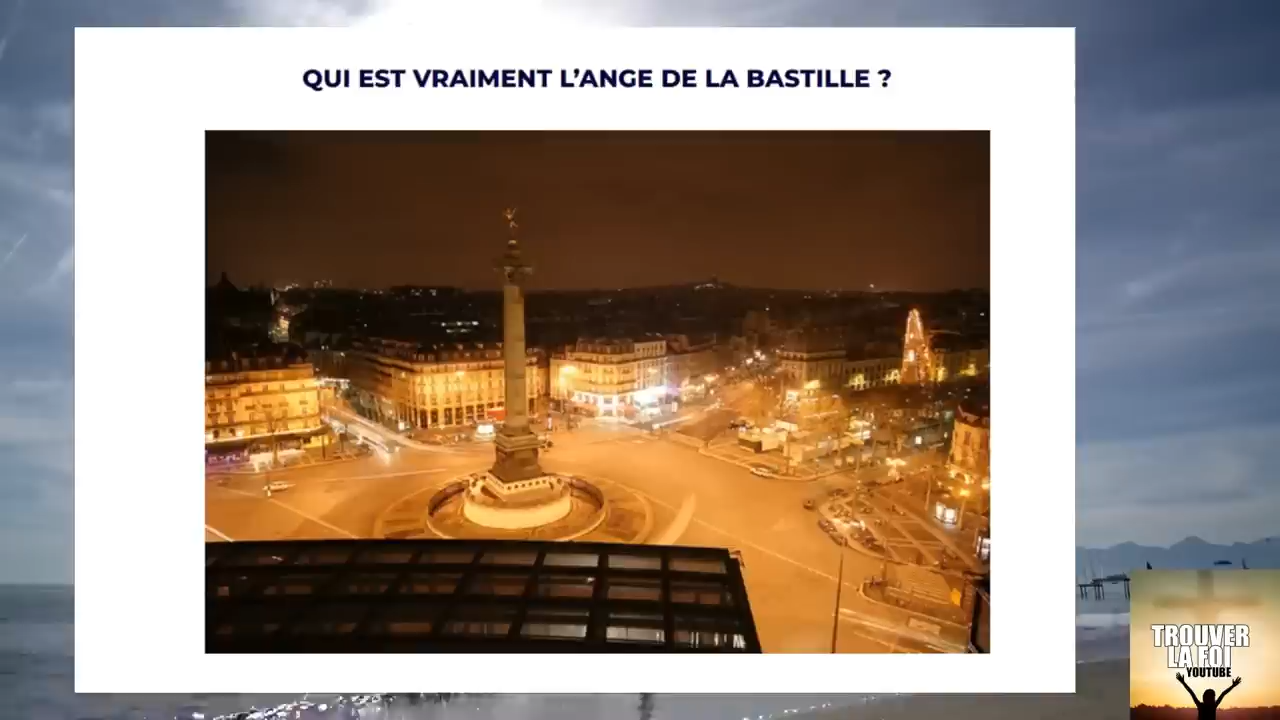 QUI EST VRAIMENT L'ANGE DE LA BASTILLE ?
TROUVER
LA FOI
YOUTUBE